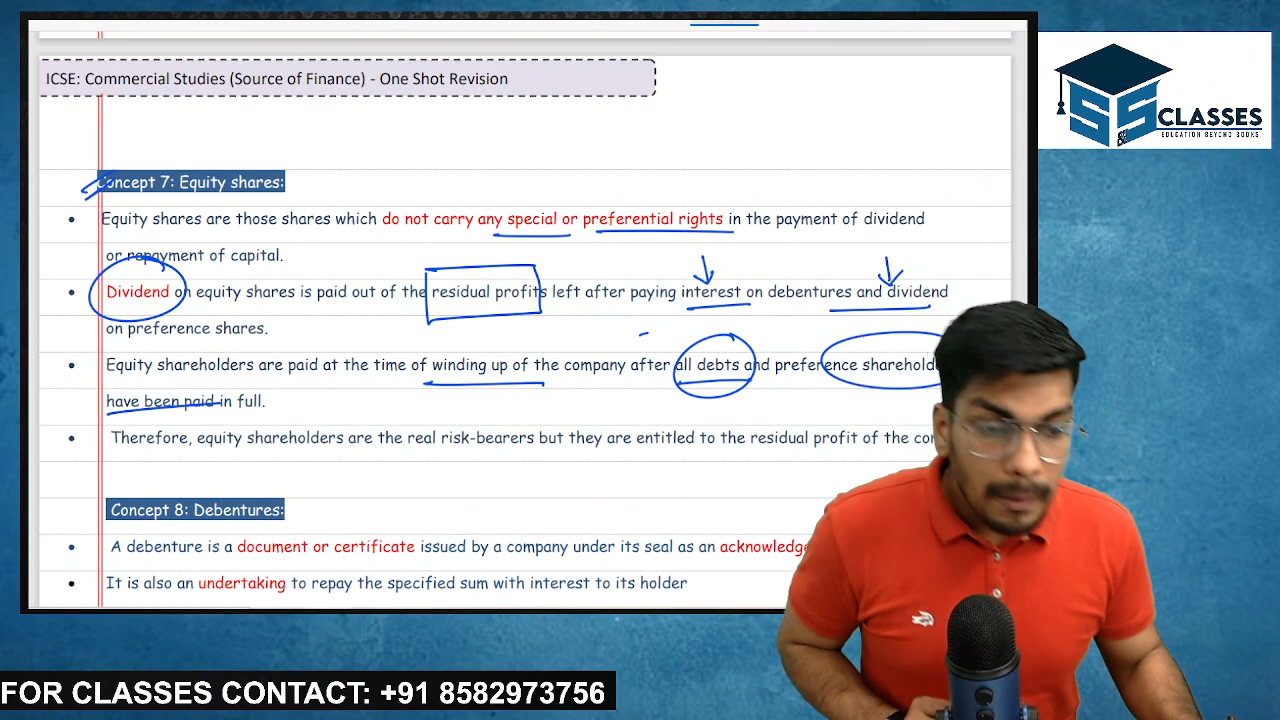 ICSE: Commercial Studies (Source of Finance) - One Shot Revision
SS CLASSES
EDUCATION BEYOND BOOKS
Concept 7: Equity shares:
• Equity shares are those shares which do not carry any special or preferential rights in the payment of dividend
or repayment of capital.
• Dividend on equity shares is paid out of the residual profits left after paying interest on debentures and dividend
on preference shares.
• Equity shareholders are paid at the time of winding up of the company after all debts and preference
have been paid in full.
• Therefore, equity shareholders are the real risk-bearers but they are entitled to the residual profit of the
Concept 8: Debentures:
• A debenture is a document or certificate issued by a company under its seal as an
• It is also an undertaking to repay the specified sum with interest to its holder
FOR CLASSES CONTACT: +91 8582973756